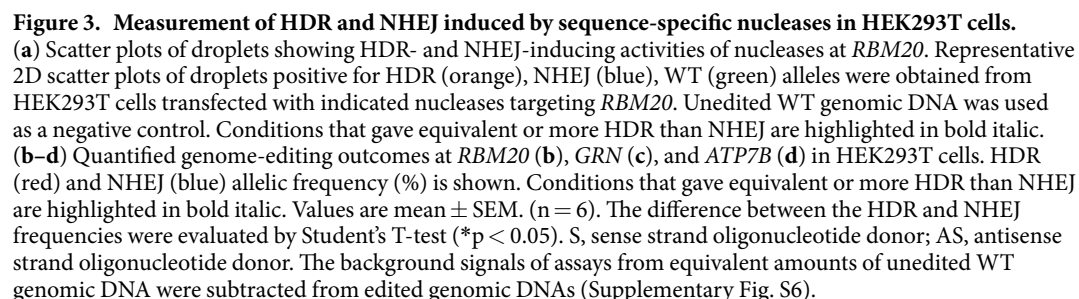 Figure 3. Measurement of HDR and NHEJ induced by sequence-specific nucleases in HEK293T cells.
(a) Scatter plots of droplets showing HDR- and NHEJ-inducing activities of nucleases at RBM20. Representative
2D scatter plots of droplets positive for HDR (orange), NHEJ (blue), WT (green) alleles were obtained from
HEK293T cells transfected with indicated nucleases targeting RBM20. Unedited WT genomic DNA was used
as a negative control. Conditions that gave equivalent or more HDR than NHEJ are highlighted in bold italic.
(b–d) Quantified genome-editing outcomes at RBM20 (b), GRN (c), and ATP7B (d) in HEK293T cells. HDR
(red) and NHEJ (blue) allelic frequency (%) is shown. Conditions that gave equivalent or more HDR than NHEJ
are highlighted in bold italic. Values are mean ± SEM. (n = 6). The difference between the HDR and NHEJ
frequencies were evaluated by Student's T-test (*p < 0.05). S, sense strand oligonucleotide donor; AS, antisense
strand oligonucleotide donor. The background signals of assays from equivalent amounts of unedited WT
genomic DNA were subtracted from edited genomic DNAs (Supplementary Fig. S6).